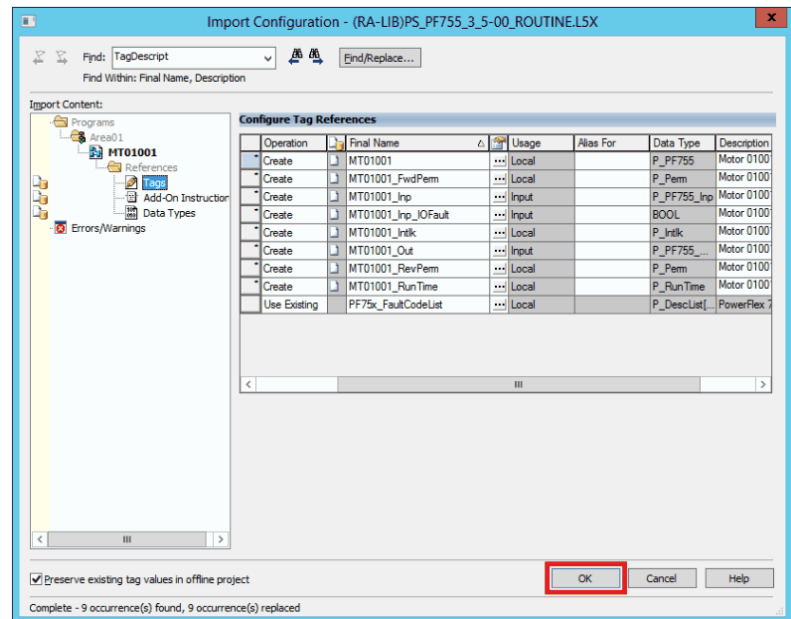 Import Configuration - (RA-LIB)PS_PF755_3_5-00_ROUTINE.L5X
x
Find: TagDescript
Find/Replace...
Find Within: Final Name, Description
Import Content:
Programs
Area01
MT01001
References
Tags
Add-On Instruction
Data Types
Errors/Warnings
Configure Tag References
Operation Final Name Usage Alias For Data Type Description
Create MT01001 ... Local P_PF755 Motor 0100
Create MT01001_FwdPerm ... Local P_Perm Motor 0100
Create MT01001_Inp ... Input P_PF755_Inp Motor 0100
Create MT01001_Inp_IOFault ... Input BOOL Motor 0100
Create MT01001_Intlk ... Local P_Intlk Motor 0100
Create MT01001_Out ... Input P_PF755_... Motor 0100
Create MT01001_RevPerm ... Local P_Perm Motor 0100
Create MT01001_RunTime ... Local P_RunTime Motor 0100
Use Existing PF75x_FaultCodeList ... Local P_DescList[... PowerFlex 7
Preserve existing tag values in offline project
OK
Cancel
Help
Complete - 9 occurrence(s) found, 9 occurrence(s) replaced